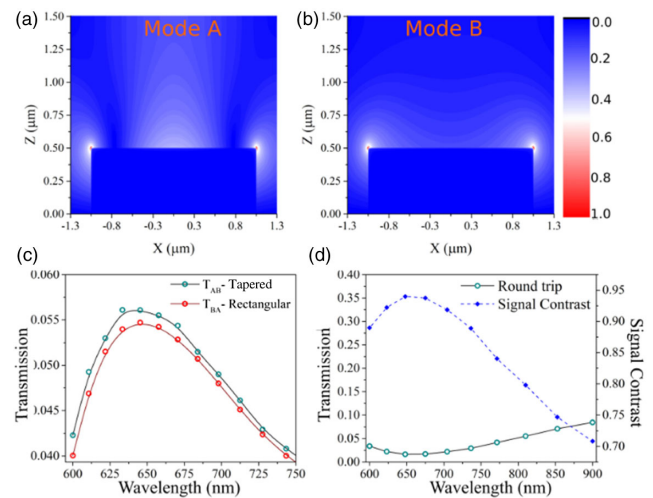 (a)
Mode A
1.50
1.25
1.00
0.75
0.50
0.25
0.00
Z (μm)
-1.3 -0.8 -0.3 0.3 0.8 1.3
X (μm)
(b)
Mode B
1.50
1.25
1.00
0.75
0.50
0.25
0.00
Z (μm)
-1.3 -0.8 -0.3 0.3 0.8 1.3
X (μm)
0.0
0.2
0.4
0.6
0.8
1.0
(c)
0.060
0.055
0.050
0.045
0.040
Transmission
T_AB- Tapered
T_BA- Rectangular
600 625 650 675 700 725 750
Wavelength (nm)
(d)
0.40
0.35
0.30
0.25
0.20
0.15
0.10
0.05
0.00
Transmission
Round trip
Signal Contrast
0.95
0.90
0.85
0.80
0.75
0.70
Signal Contrast
600 650 700 750 800 850 900
Wavelength (nm)